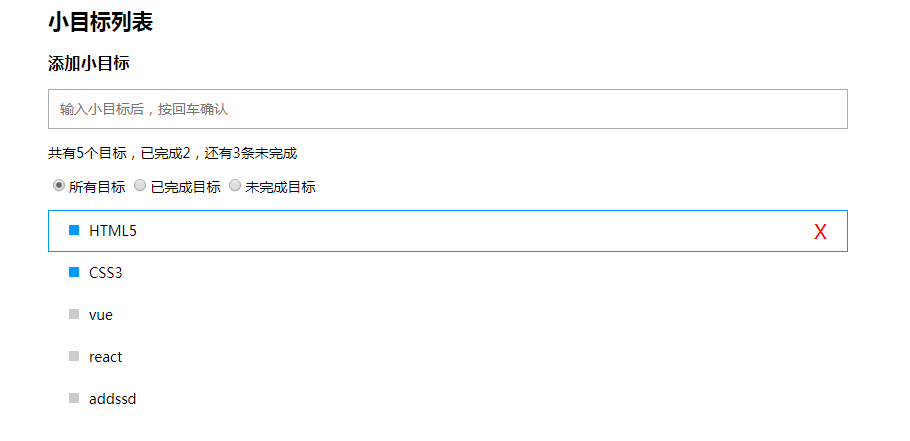 小目标列表
添加小目标
输入小目标后，按回车确认
共有5个目标，已完成2，还有3条未完成
所有目标 已完成目标 未完成目标
HTML5 X
CSS3
vue
react
addssd